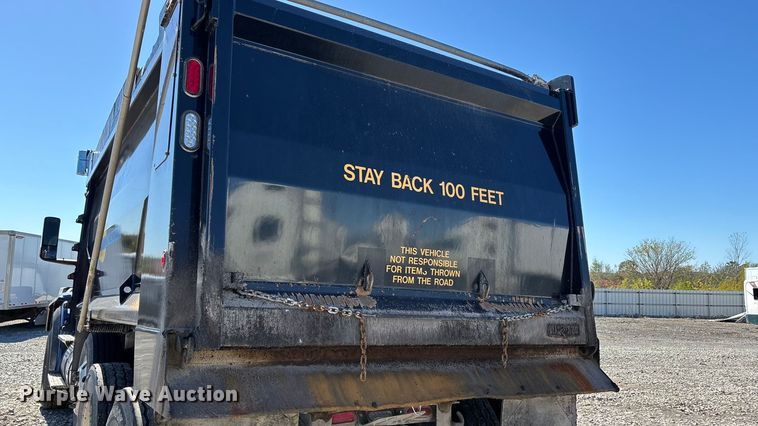 STAY BACK 100 FEET
THIS VEHICLE
NOT RESPONSIBLE
FOR ITEMS THROWN
FROM THE ROAD
Purple Wave Auction